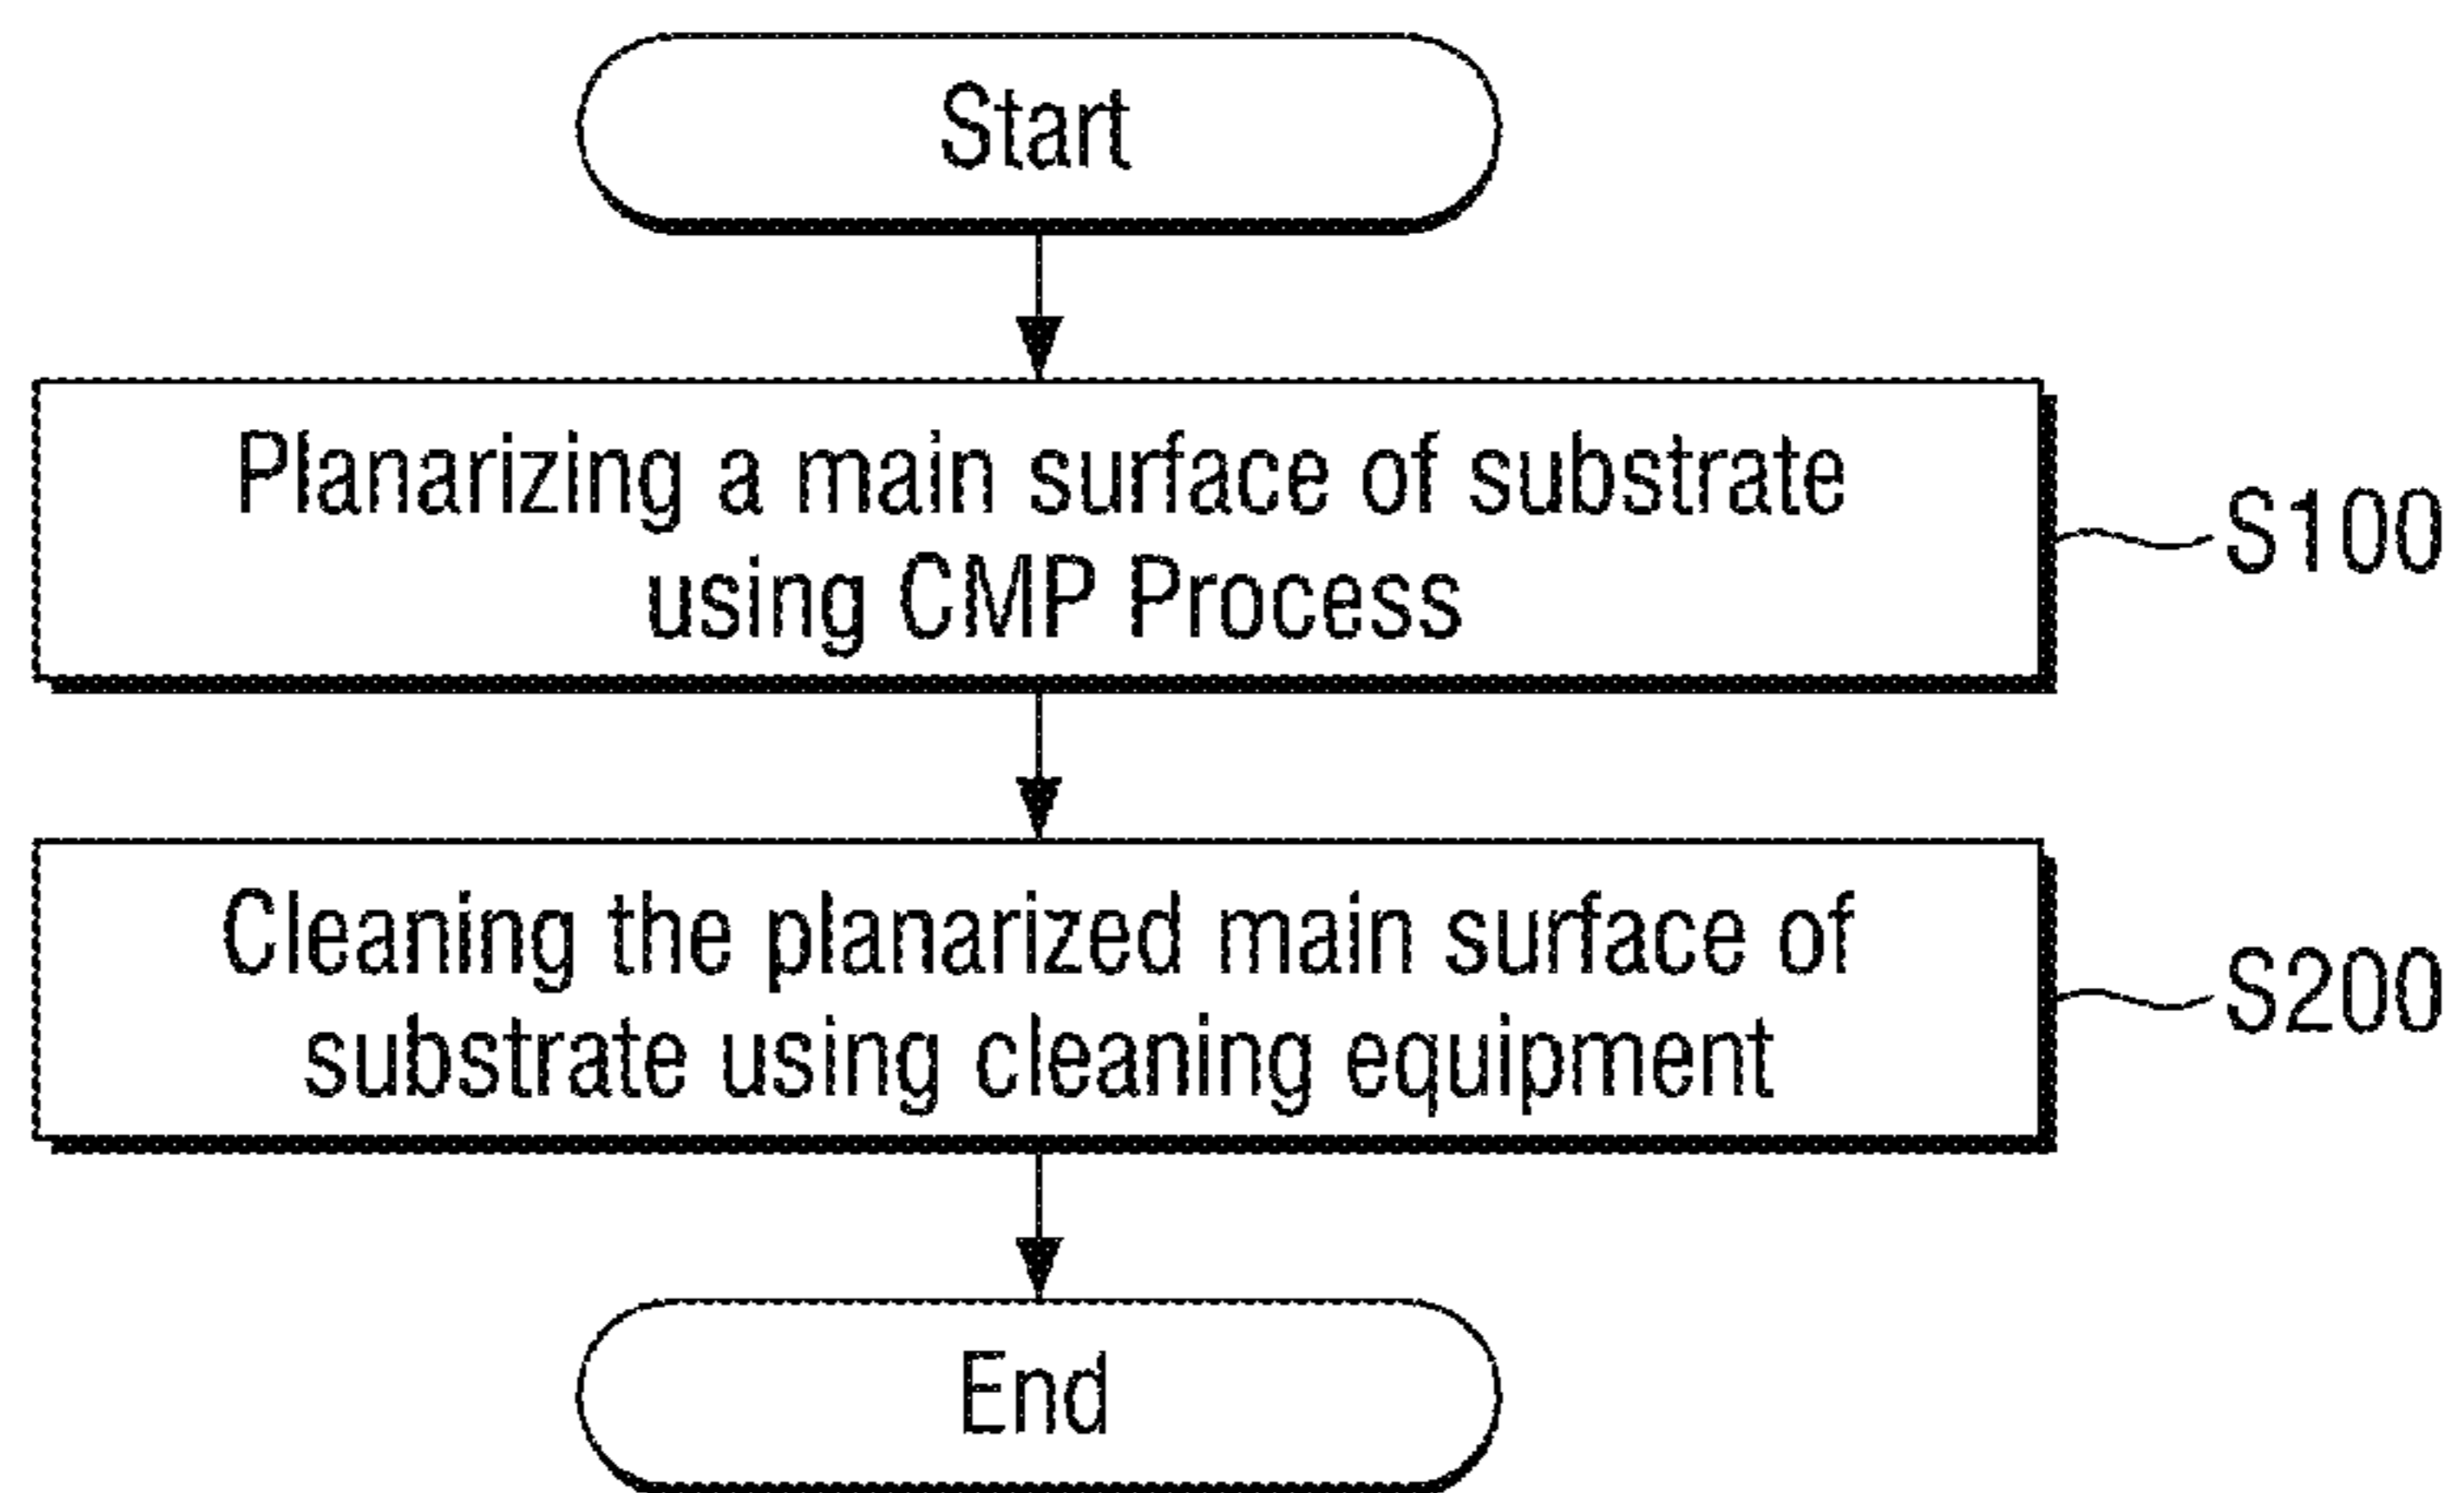 Start
Planarizing a main surface of substrate
using CMP Process
S100
Cleaning the planarized main surface of
substrate using cleaning equipment
S200
End